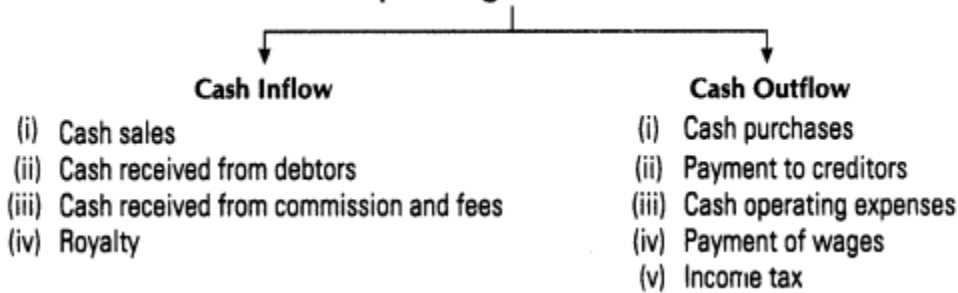 Cash Inflow
(i) Cash sales
(ii) Cash received from debtors
(iii) Cash received from commission and fees
(iv) Royalty
Cash Outflow
(i) Cash purchases
(ii) Payment to creditors
(iii) Cash operating expenses
(iv) Payment of wages
(v) Income tax